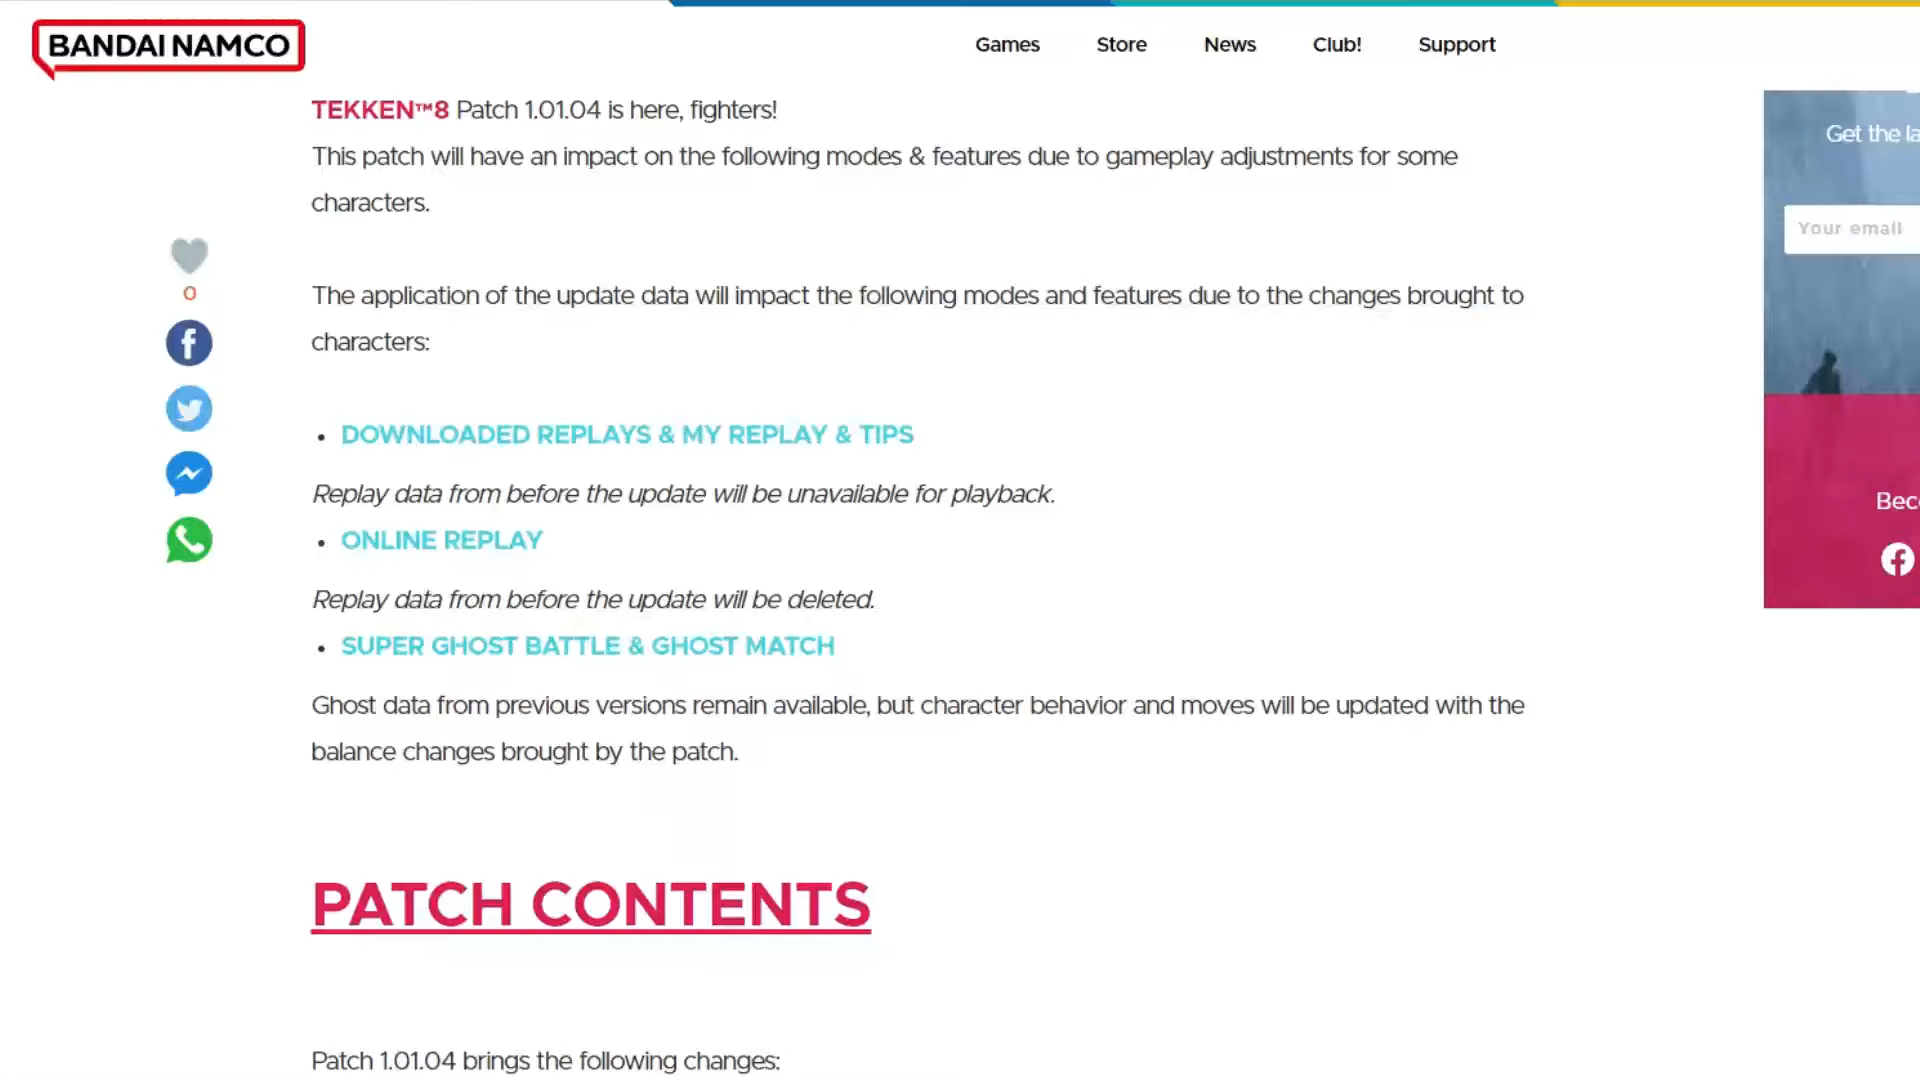 BANDAI NAMCO
Games Store News Club! Support
TEKKEN™8 Patch 1.01.04 is here, fighters!
This patch will have an impact on the following modes & features due to gameplay adjustments for some
characters.
The application of the update data will impact the following modes and features due to the changes brought to
characters:
• DOWNLOADED REPLAYS & MY REPLAY & TIPS
Replay data from before the update will be unavailable for playback.
• ONLINE REPLAY
Replay data from before the update will be deleted.
• SUPER GHOST BATTLE & GHOST MATCH
Ghost data from previous versions remain available, but character behavior and moves will be updated with the
balance changes brought by the patch.
PATCH CONTENTS
Patch 1.01.04 brings the following changes:
0
Get the la
Your email
Bec